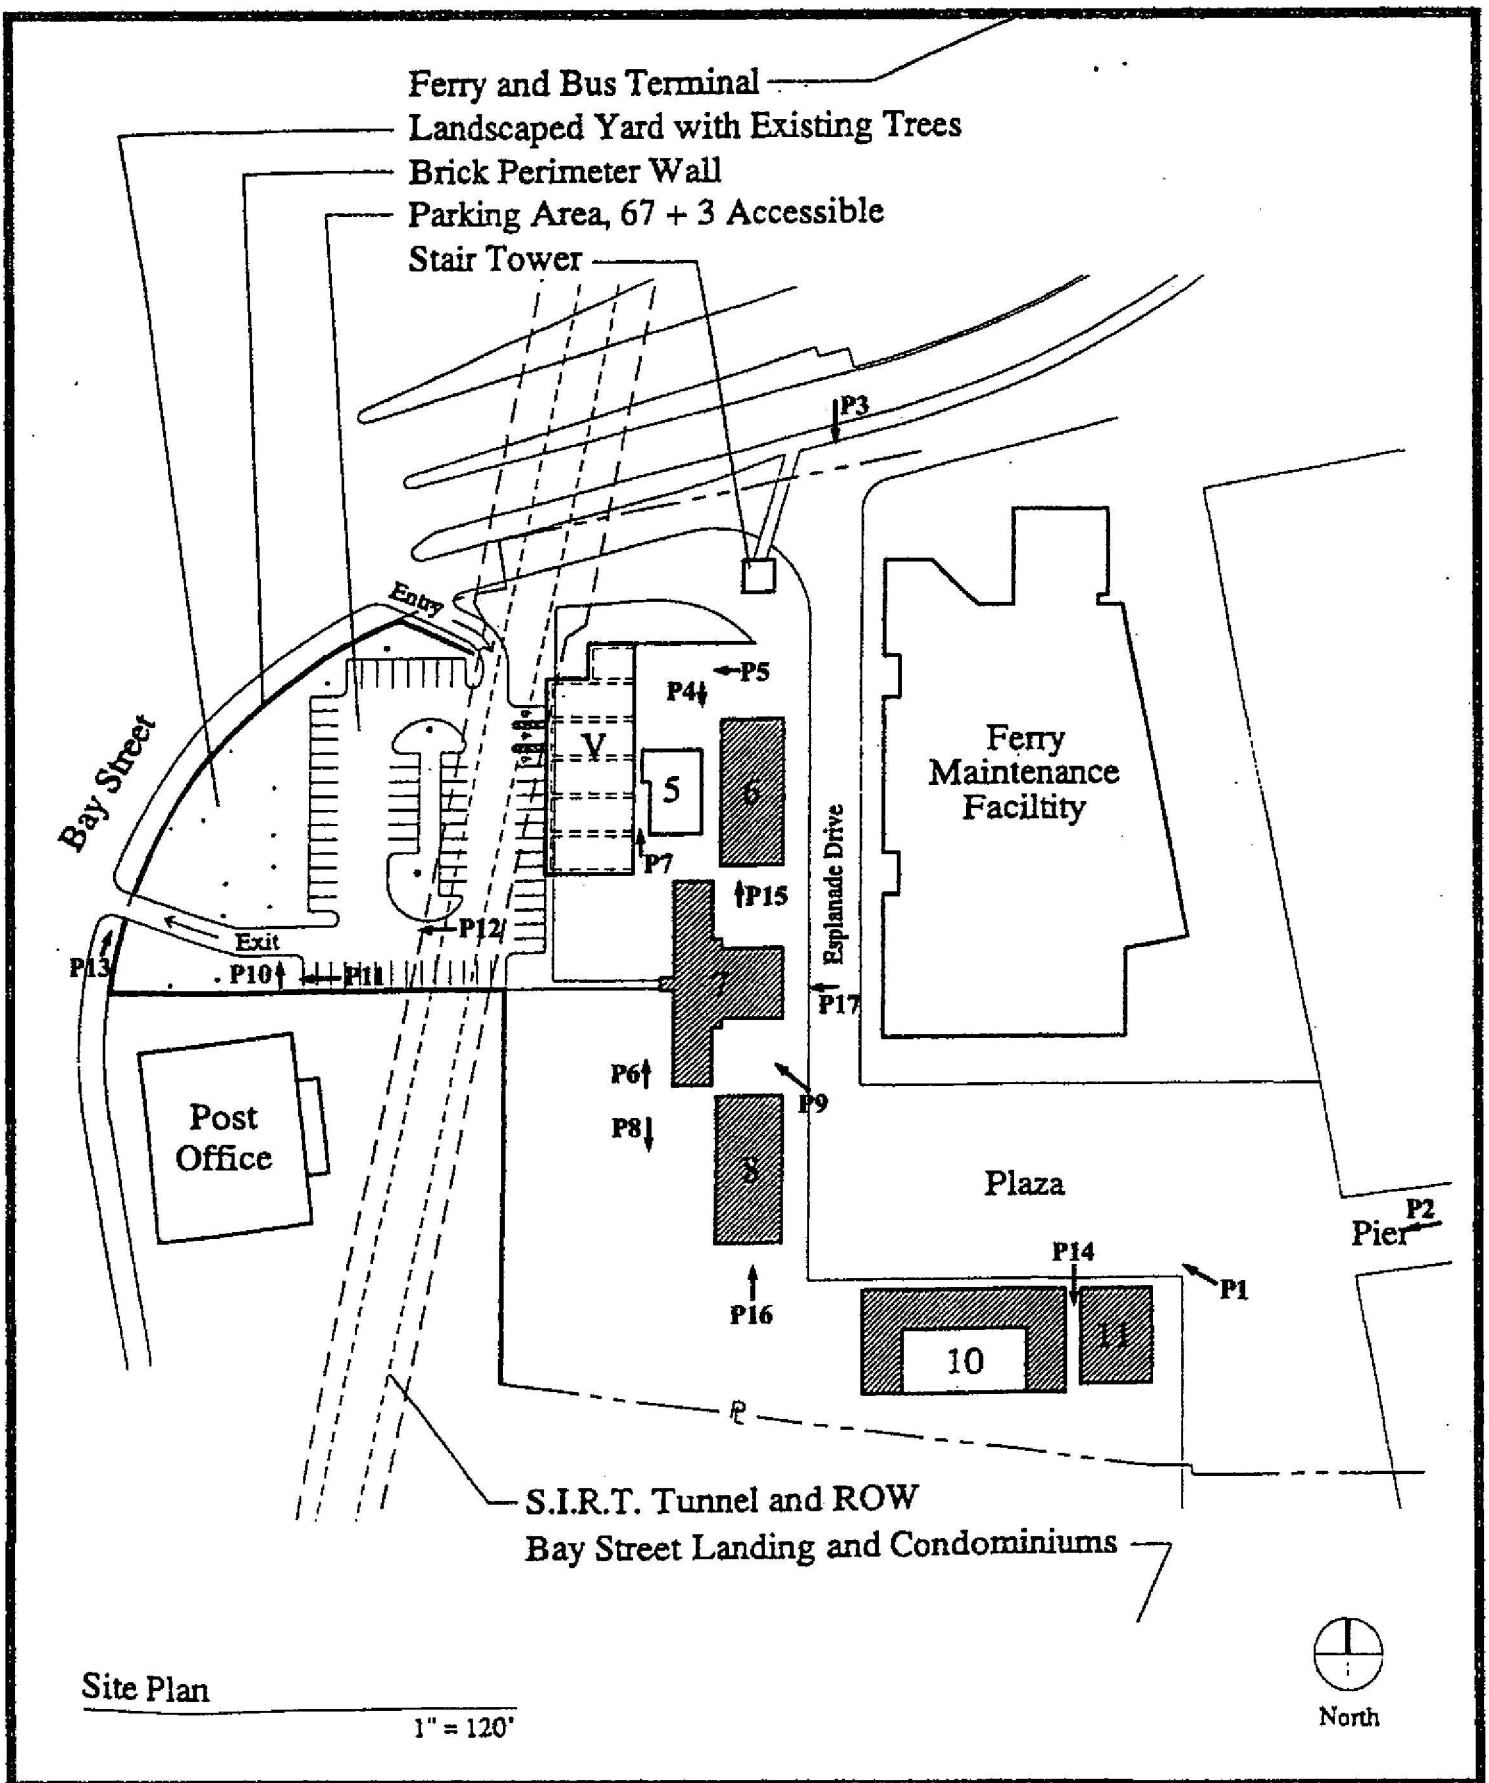 Ferry and Bus Terminal
Landscaped Yard with Existing Trees
Brick Perimeter Wall
Parking Area, 67 + 3 Accessible
Stair Tower
P3
Entry
P5
P4
Bay Street
V
5
6
Ferry
Maintenance
Faciltity
Esplanade Drive
P7
P15
P12
Exit
P13
P10
P11
7
P17
P6
P9
P8
Post
Office
8
Plaza
P2
Pier
P14
P1
P16
10
11
PL
S.I.R.T. Tunnel and ROW
Bay Street Landing and Condominiums
Site Plan
1" = 120'
North